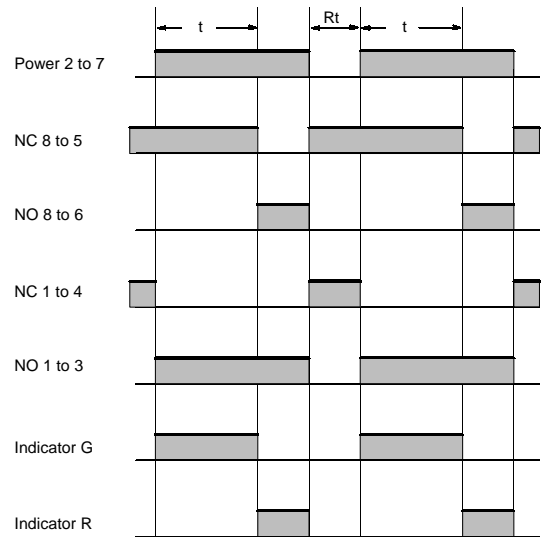 t Rt t
Power 2 to 7
NC 8 to 5
NO 8 to 6
NC 1 to 4
NO 1 to 3
Indicator G
Indicator R